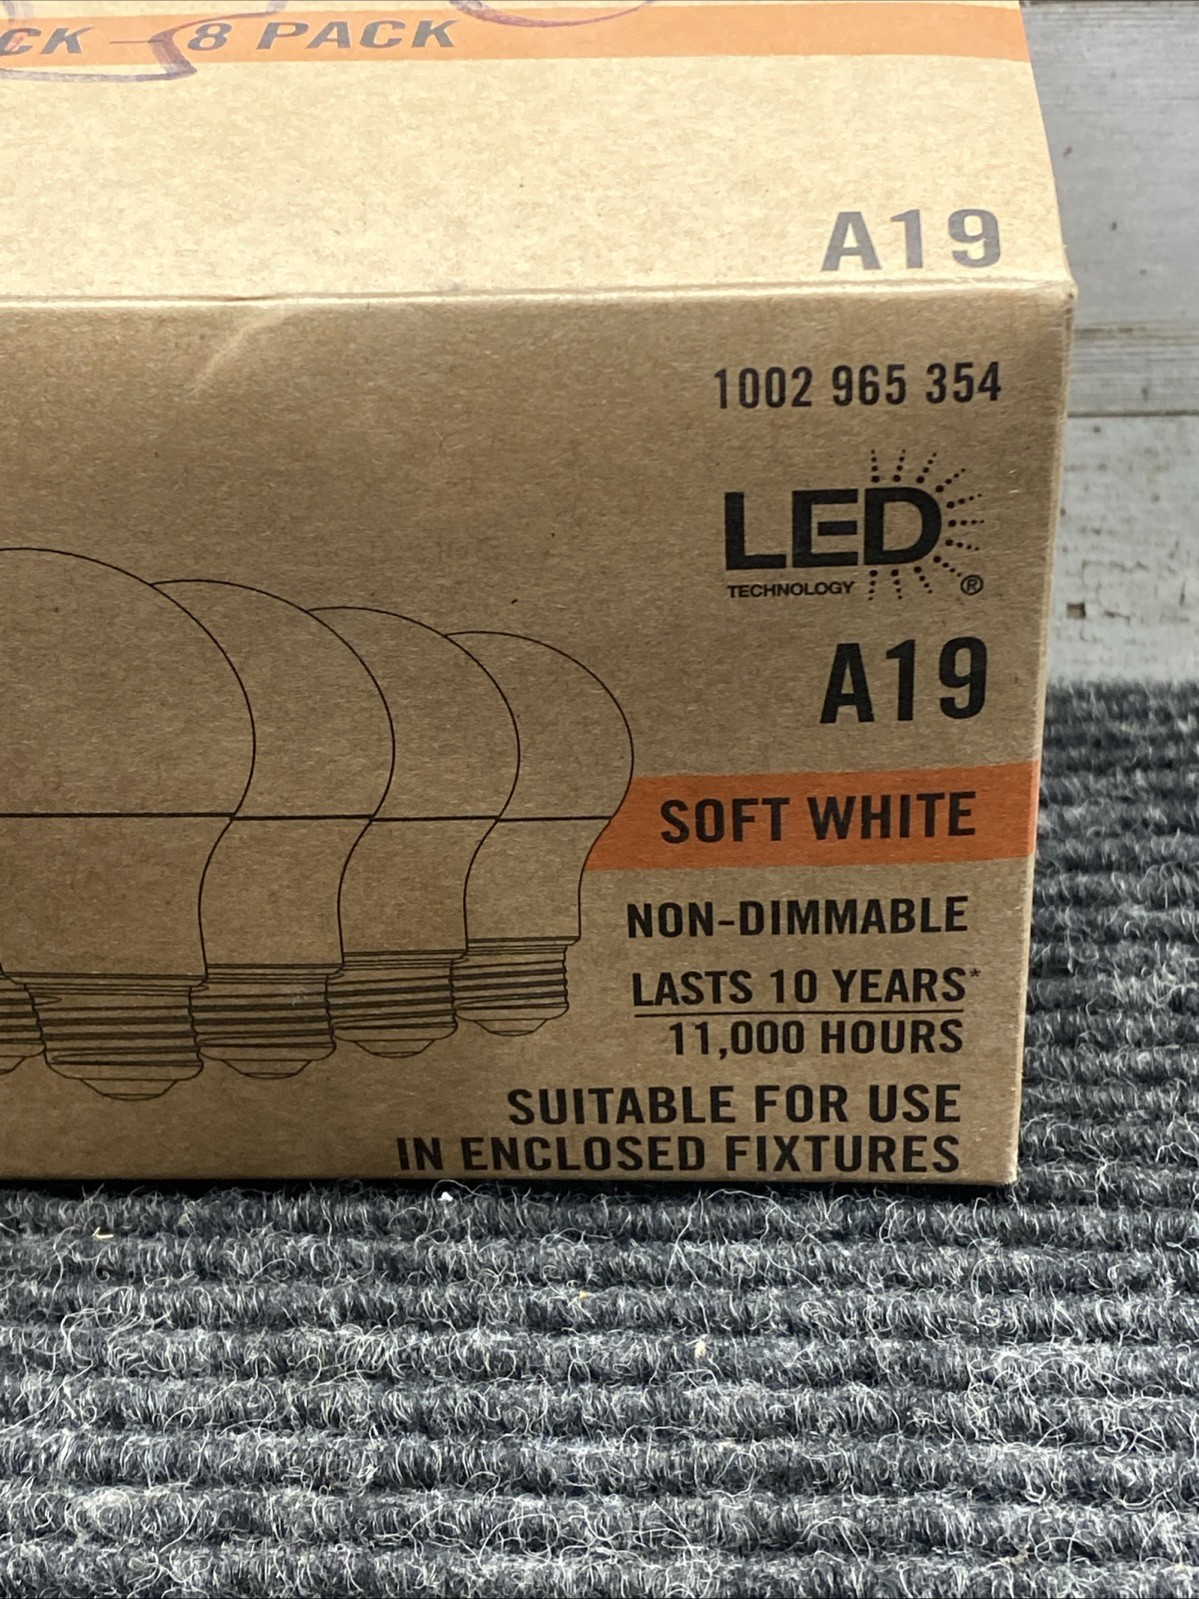 CK - 8 PACK
A19
1002 965 354
LED
TECHNOLOGY ®
A19
SOFT WHITE
NON-DIMMABLE
LASTS 10 YEARS*
11,000 HOURS
SUITABLE FOR USE
IN ENCLOSED FIXTURES